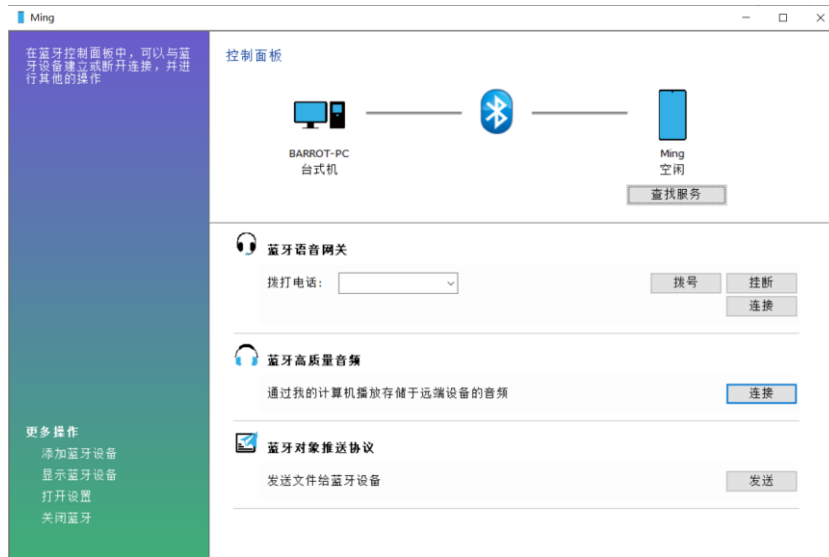 Ming
在蓝牙控制面板中，可以与蓝
牙设备建立或断开连接，并进
行其他的操作
控制面板
BARROT-PC
台式机
Ming
空闲
查找服务
蓝牙语音网关
拨打电话：
拨号
挂断
连接
蓝牙高质量音频
通过我的计算机播放存储于远端设备的音频
连接
蓝牙对象推送协议
发送文件给蓝牙设备
发送
更多操作
添加蓝牙设备
显示蓝牙设备
打开设置
关闭蓝牙